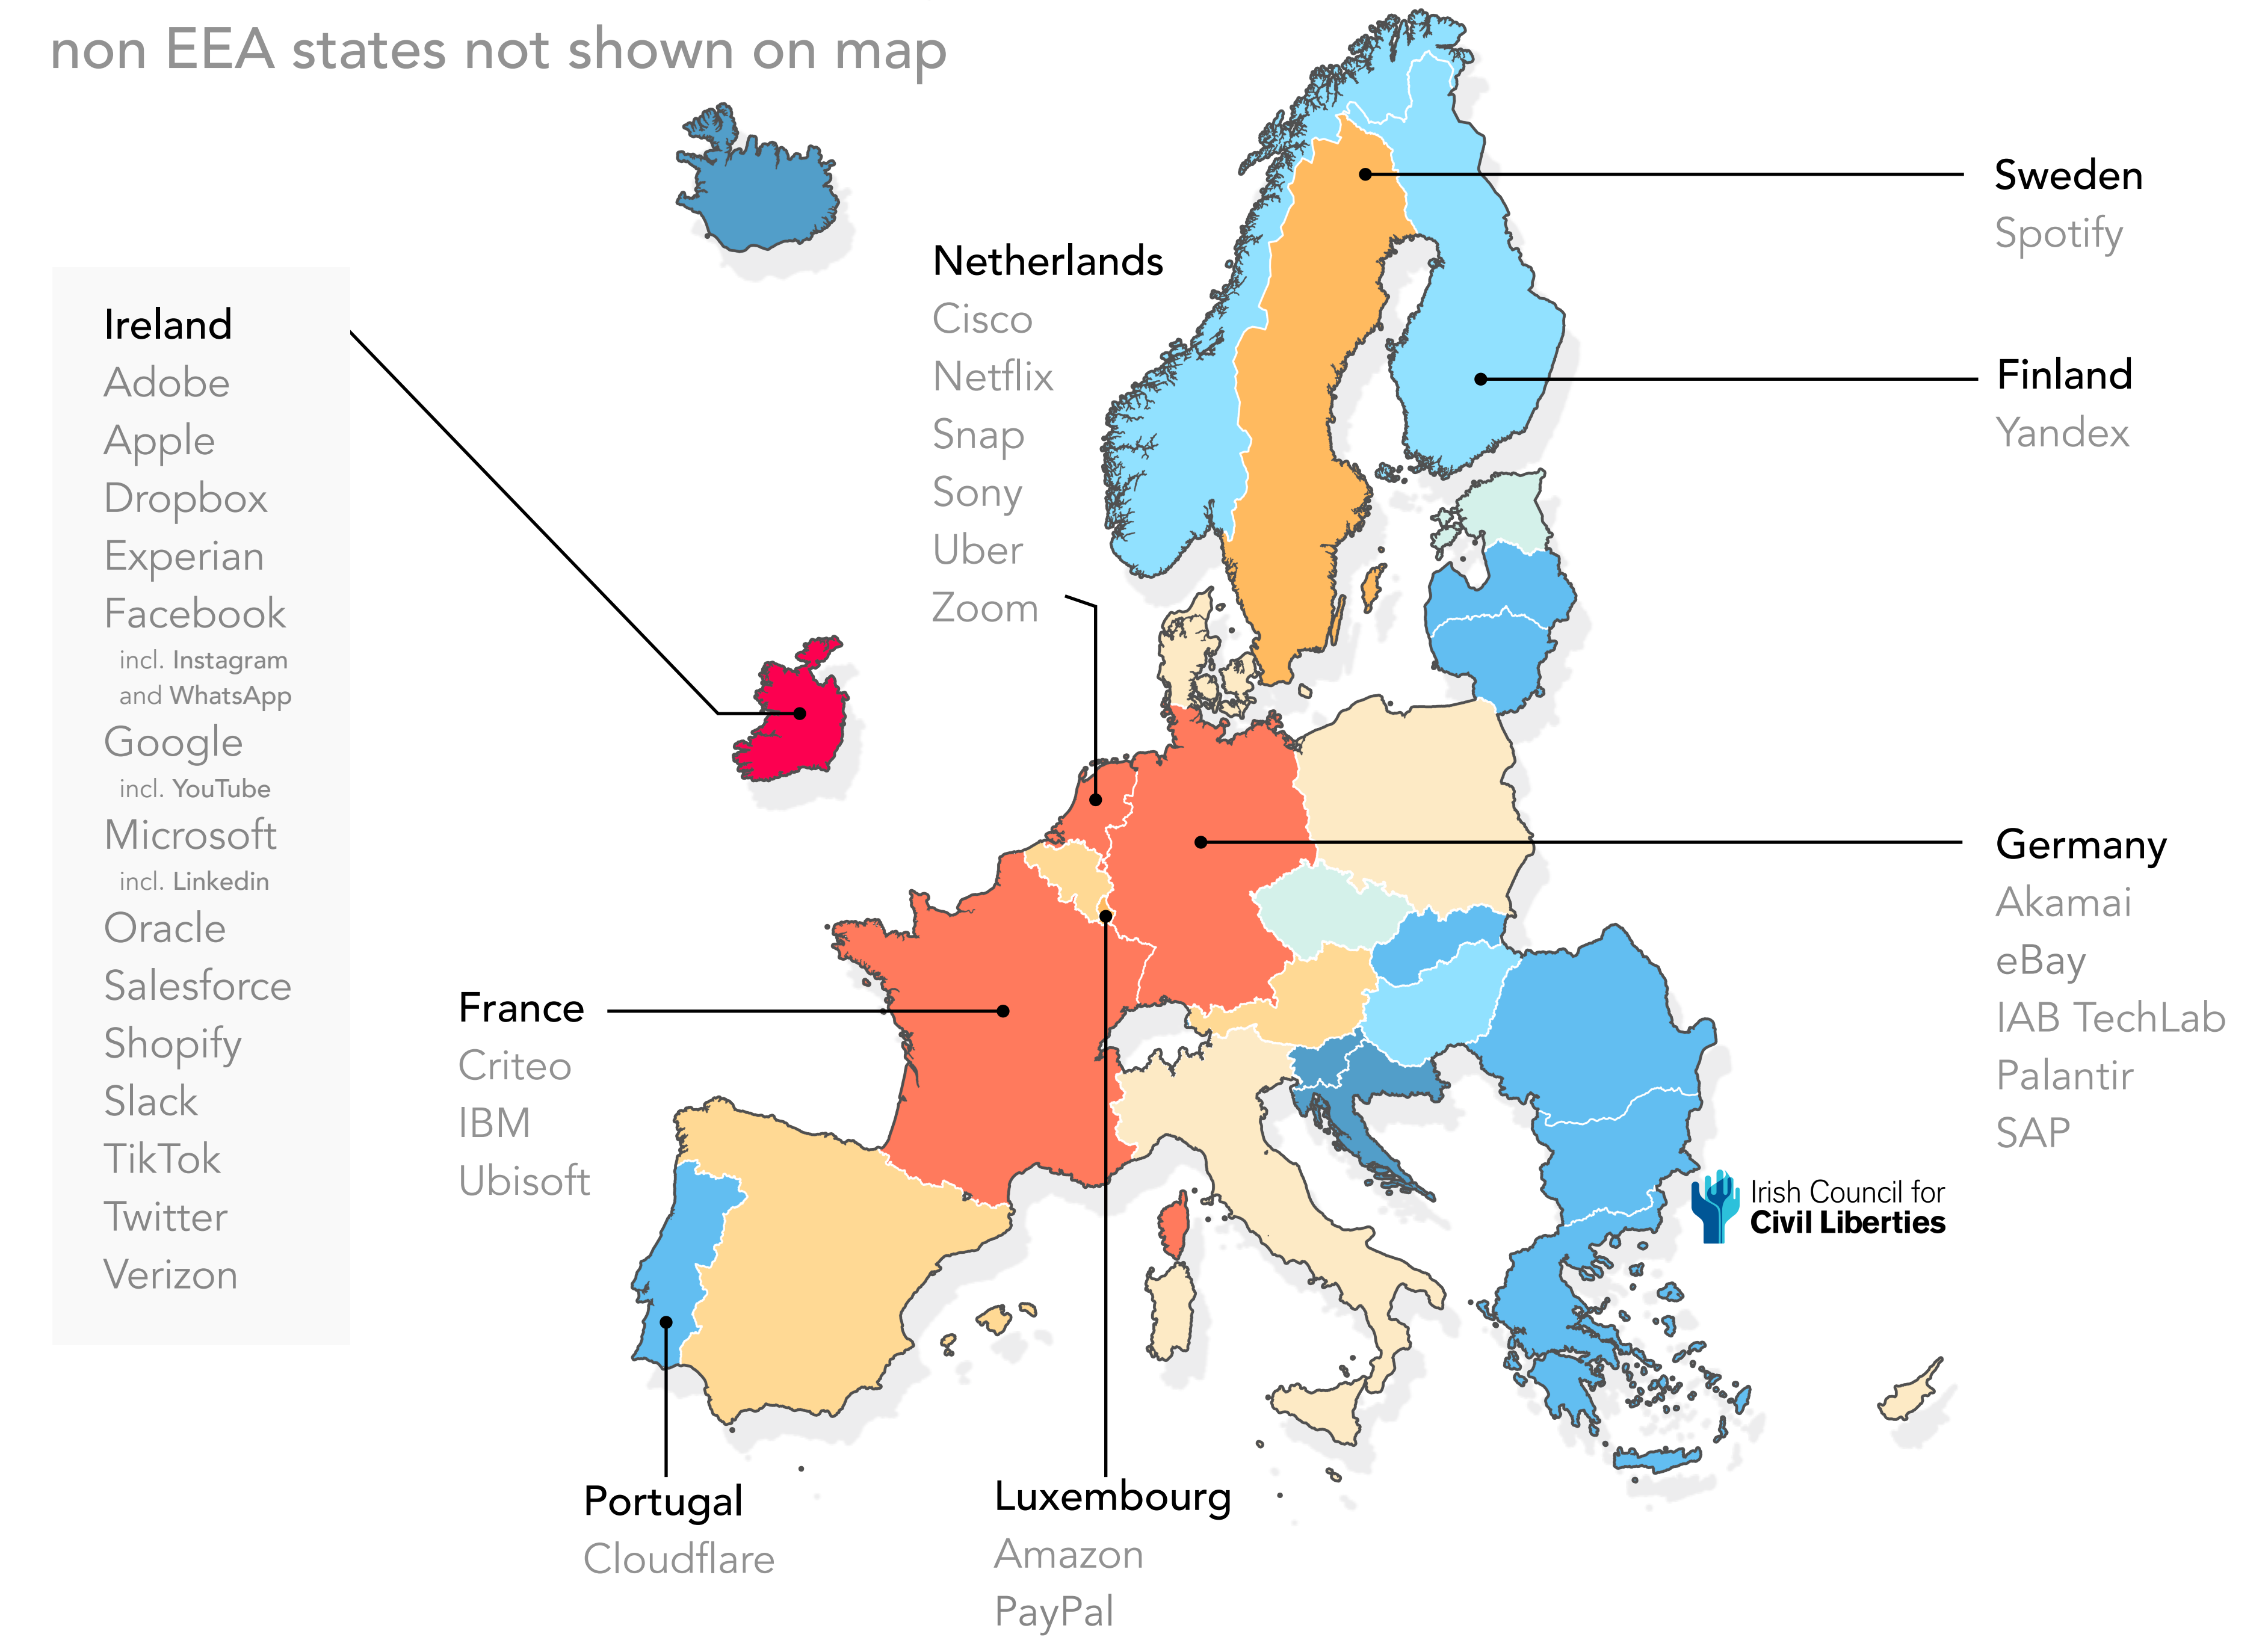 non EEA states not shown on map
Ireland
Adobe
Apple
Dropbox
Experian
Facebook
incl. Instagram
and WhatsApp
Google
incl. YouTube
Microsoft
incl. Linkedin
Oracle
Salesforce
Shopify
Slack
TikTok
Twitter
Verizon
Netherlands
Cisco
Netflix
Snap
Sony
Uber
Zoom
Sweden
Spotify
Finland
Yandex
Germany
Akamai
eBay
IAB TechLab
Palantir
SAP
France
Criteo
IBM
Ubisoft
Irish Council for
Civil Liberties
Portugal
Cloudflare
Luxembourg
Amazon
PayPal